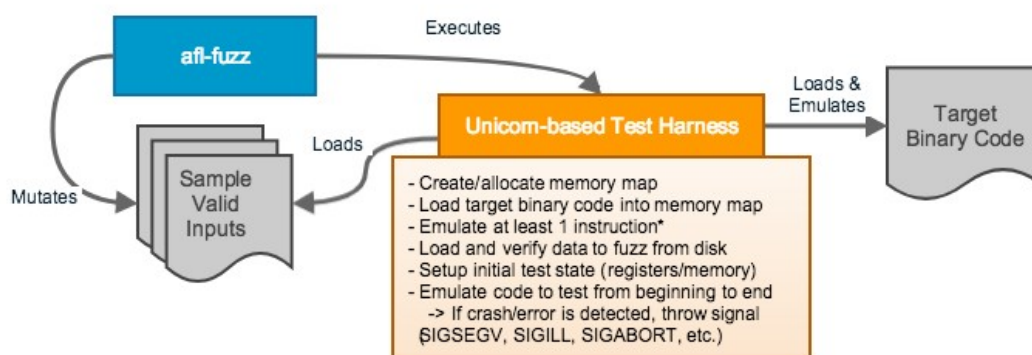 Executes
afl-fuzz
Loads &
Emulates
Unicorn-based Test Harness
Target
Binary Code
Loads
Mutates
Sample
Valid
Inputs
- Create/allocate memory map
- Load target binary code into memory map
- Emulate at least 1 instruction*
- Load and verify data to fuzz from disk
- Setup initial test state (registers/memory)
- Emulate code to test from beginning to end
-> If crash/error is detected, throw signal
(SIGSEGV, SIGILL, SIGABORT, etc.)